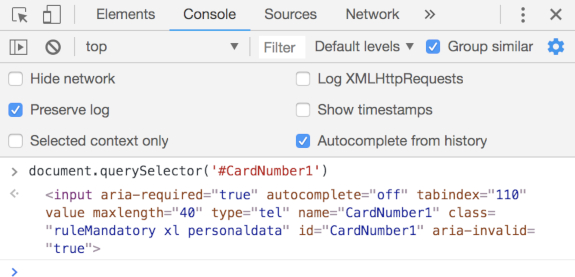 Elements Console Sources Network »
top Filter Default levels Group similar
Hide network Log XMLHttpRequests
Preserve log Show timestamps
Selected context only Autocomplete from history
document.querySelector('#CardNumber1')
<input aria-required="true" autocomplete="off" tabindex="110"
value maxlength="40" type="tel" name="CardNumber1" class=
"ruleMandatory xl personaldata" id="CardNumber1" aria-invalid=
"true">